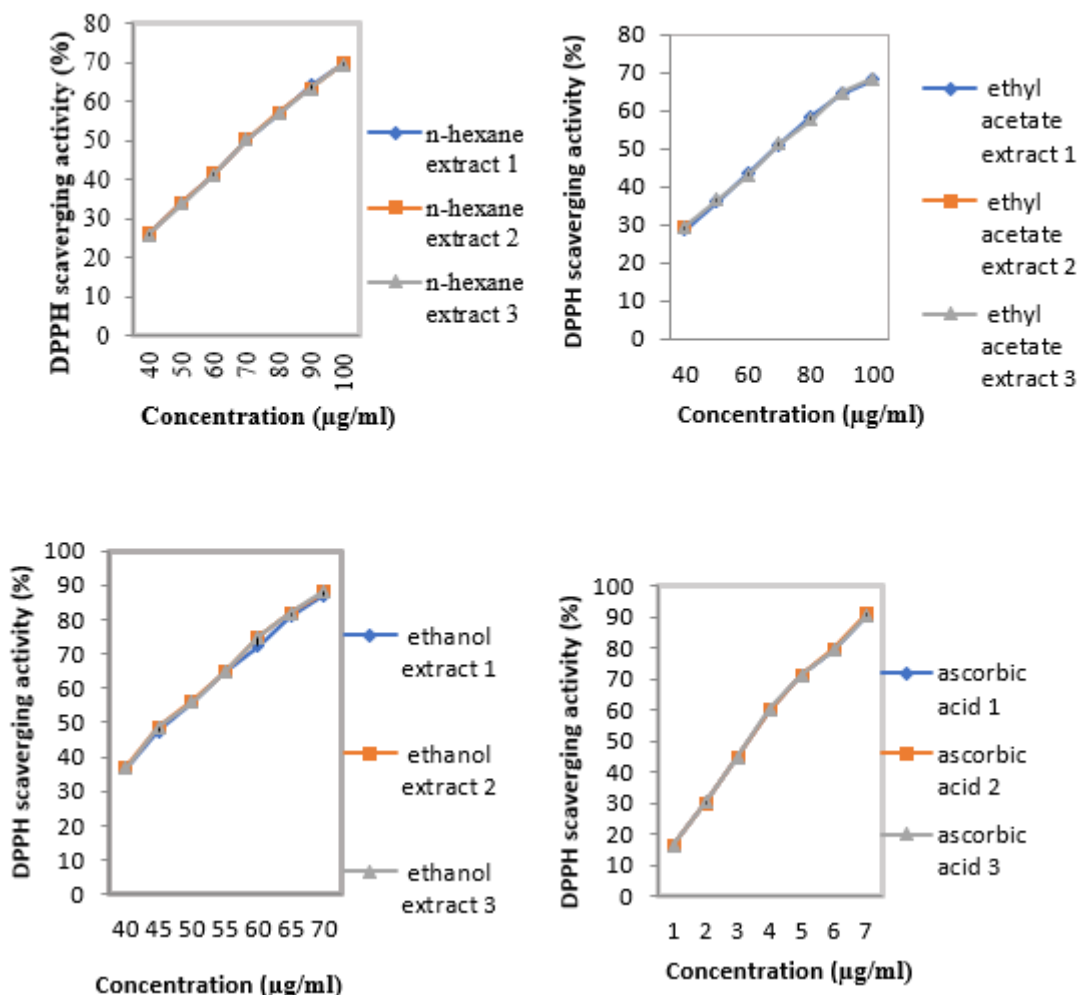 DPPH scaverging activity (%)
80
70
60
50
40
30
20
10
0
40
50
60
70
80
90
100
Concentration (µg/ml)
n-hexane
extract 1
n-hexane
extract 2
n-hexane
extract 3
DPPH scaverging activity (%)
80
70
60
50
40
30
20
10
0
40 60 80 100
Concentration (µg/ml)
ethyl
acetate
extract 1
ethyl
acetate
extract 2
ethyl
acetate
extract 3
DPPH scaverging activity (%)
100
90
80
70
60
50
40
30
20
10
0
40 45 50 55 60 65 70
Concentration (µg/ml)
ethanol
extract 1
ethanol
extract 2
ethanol
extract 3
DPPH scaverging activity (%)
100
90
80
70
60
50
40
30
20
10
0
1 2 3 4 5 6 7
Concentration (µg/ml)
ascorbic
acid 1
ascorbic
acid 2
ascorbic
acid 3